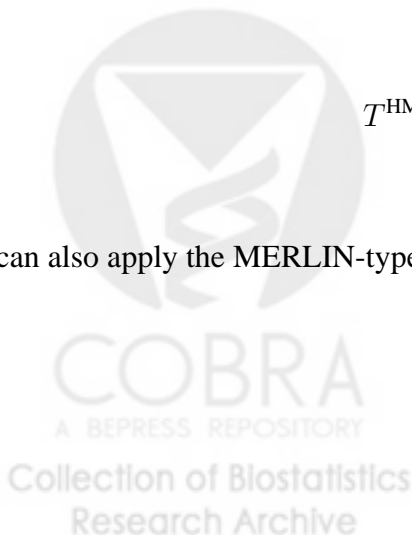 T^HM
can also apply the MERLIN-type
COBRA
A BEPRESS REPOSITORY
Collection of Biostatistics
Research Archive